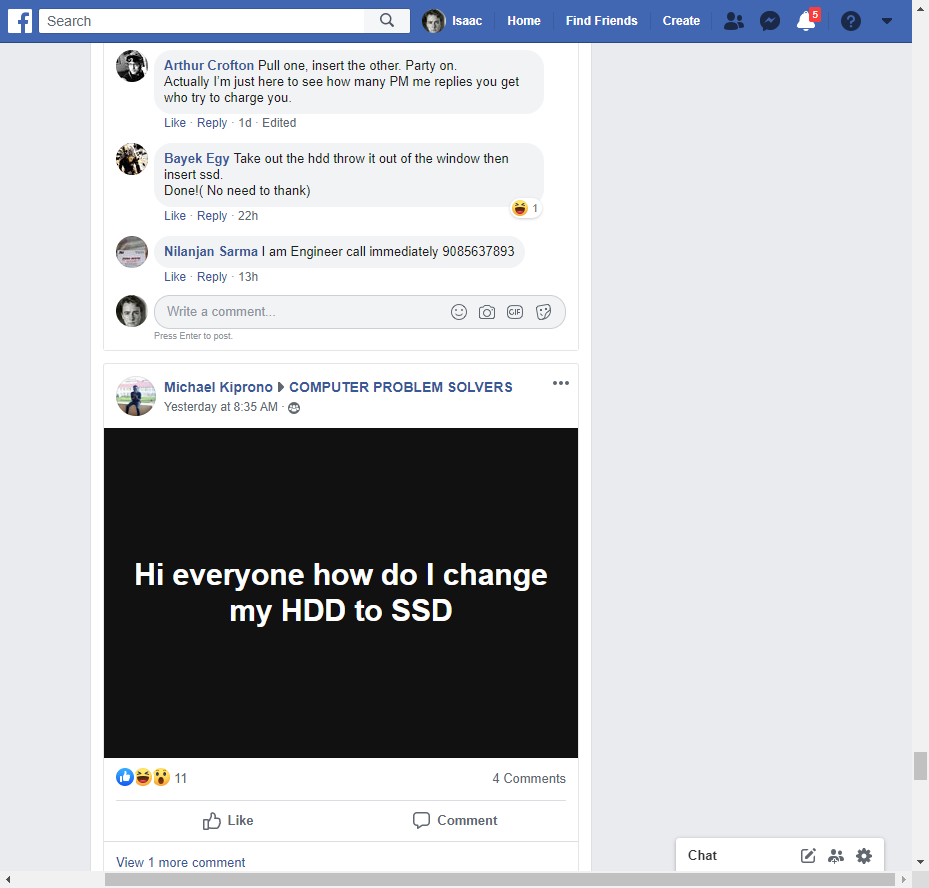 Search
Isaac
Home
Find Friends
Create
5
Arthur Crofton Pull one, insert the other. Party on.
Actually I'm just here to see how many PM me replies you get
who try to charge you.
Like · Reply · 1d · Edited
Bayek Egy Take out the hdd throw it out of the window then
insert ssd.
Done!( No need to thank)
1
Like · Reply · 22h
Nilanjan Sarma I am Engineer call immediately 9085637893
Like · Reply · 13h
Write a comment...
GIF
Press Enter to post.
Michael Kiprono COMPUTER PROBLEM SOLVERS
Yesterday at 8:35 AM ·
Hi everyone how do I change
my HDD to SSD
11
4 Comments
Like
Comment
View 1 more comment
Chat